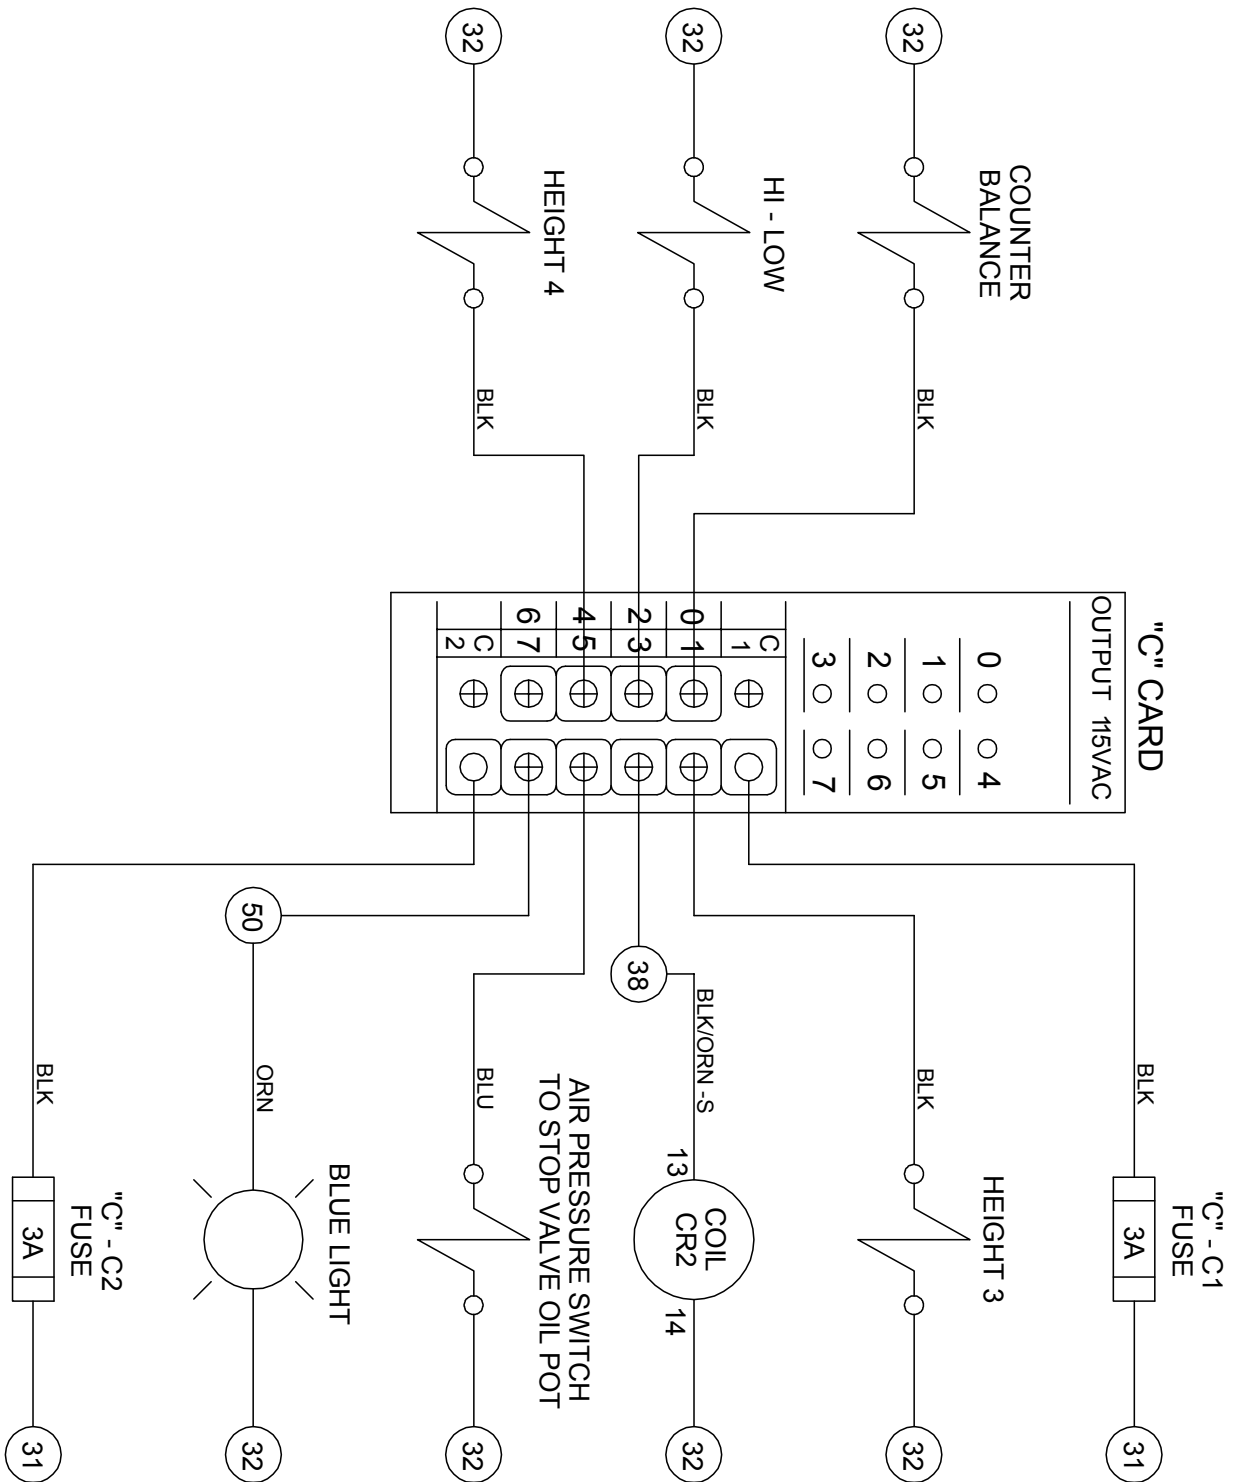 "C" CARD
OUTPUT 115VAC
0
4
1
5
2
6
3
7
C
1
0
1
2
3
4
5
6
7
C
2
32
COUNTER
BALANCE
BLK
32
HI - LOW
BLK
32
HEIGHT 4
BLK
BLK
"C" - C1
FUSE
3A
31
BLK
HEIGHT 3
32
38
BLK/ORN -S
13
COIL
CR2
14
32
BLU
AIR PRESSURE SWITCH
TO STOP VALVE OIL POT
32
50
ORN
BLUE LIGHT
32
BLK
"C" - C2
FUSE
3A
31